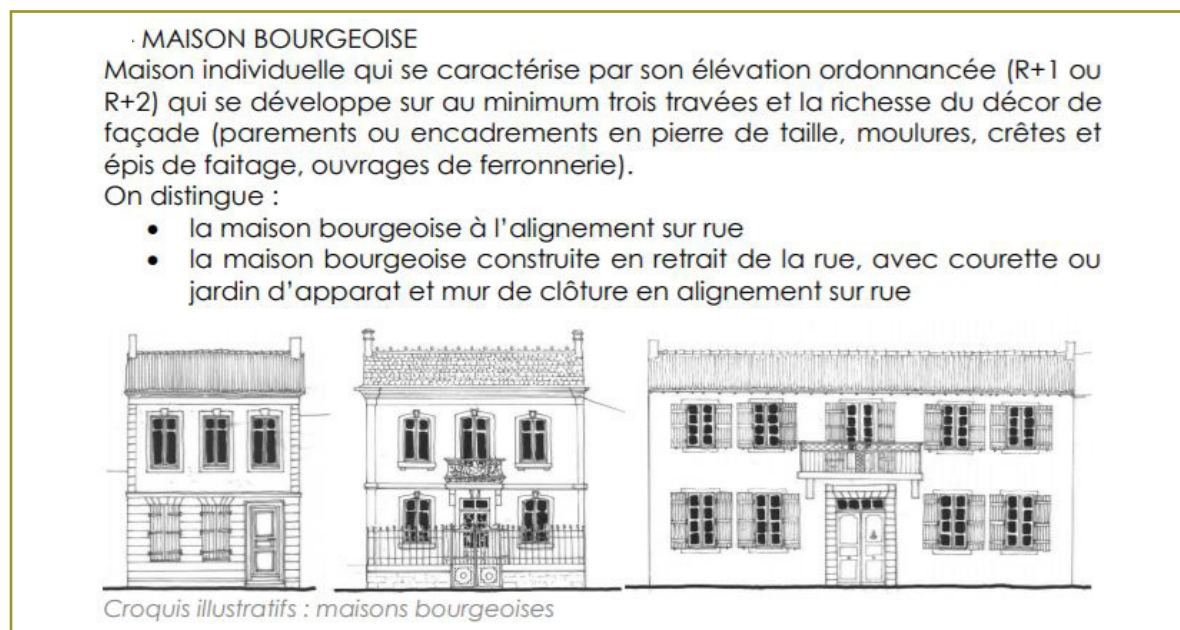 · MAISON BOURGEOISE
Maison individuelle qui se caractérise par son élévation ordonnancée (R+1 ou
R+2) qui se développe sur au minimum trois travées et la richesse du décor de
façade (parements ou encadrements en pierre de taille, moulures, crêtes et
épis de faitage, ouvrages de ferronnerie).
On distingue :
• la maison bourgeoise à l'alignement sur rue
• la maison bourgeoise construite en retrait de la rue, avec courette ou
jardin d'apparat et mur de clôture en alignement sur rue
Croquis illustratifs : maisons bourgeoises